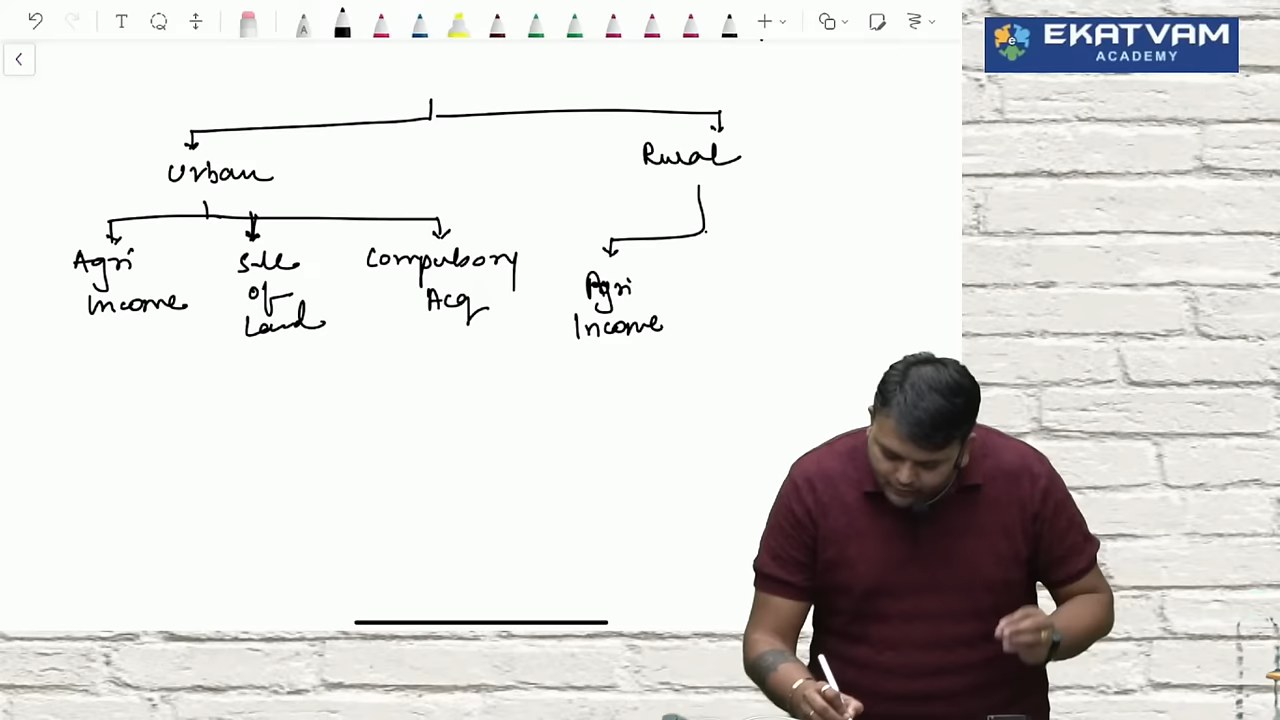 T
A
EKATVAM
ACADEMY
Urban
Rural
Agri
Income
Sale
of
Land
Compulsory
Acq
Agri
Income